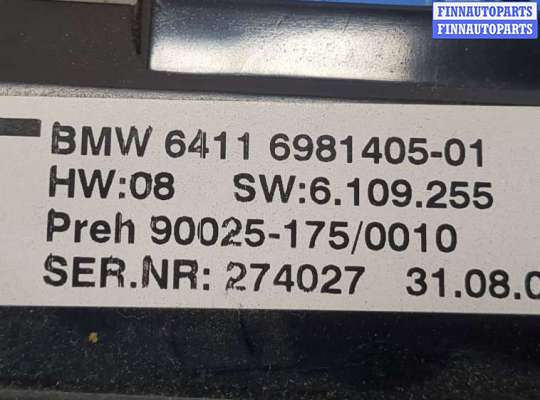 FINNAUTOPARTS
FINNAUTOPARTS
BMW 6411 6981405-01
HW:08 SW:6.109.255
Preh 90025-175/0010
SER.NR: 274027 31.08.0